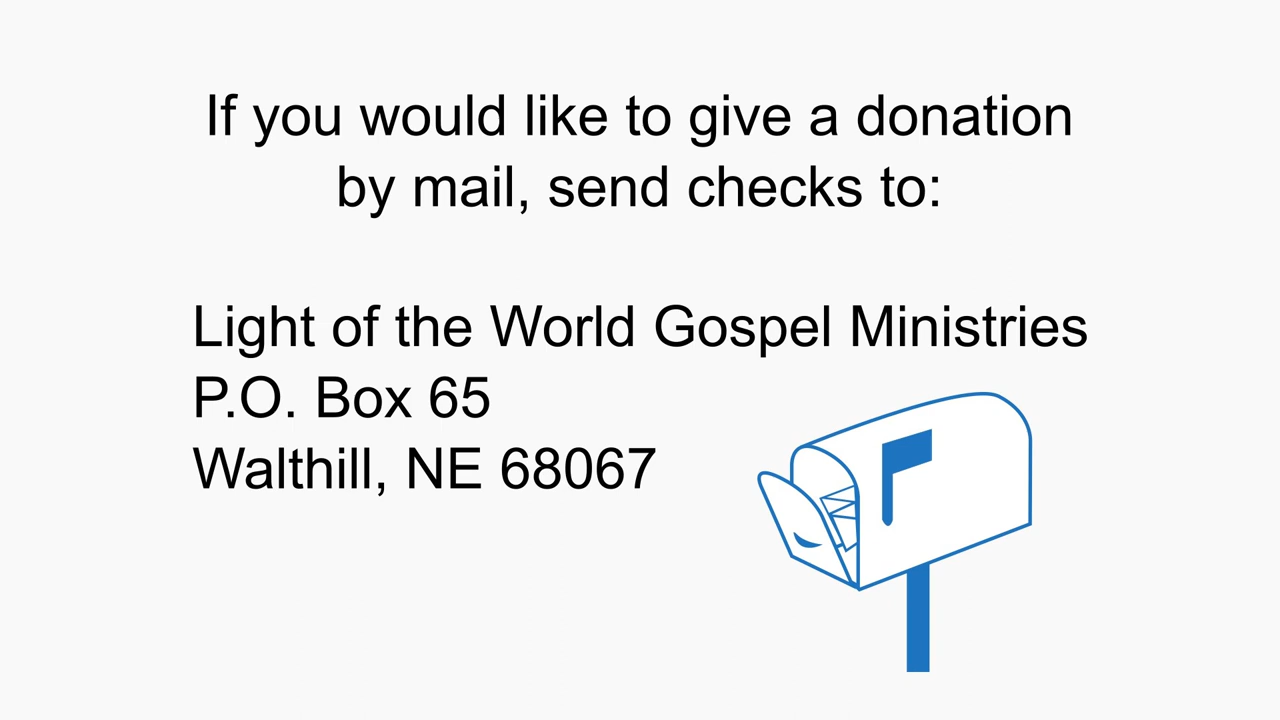 If you would like to give a donation
by mail, send checks to:
Light of the World Gospel Ministries
P.O. Box 65
Walthill, NE 68067